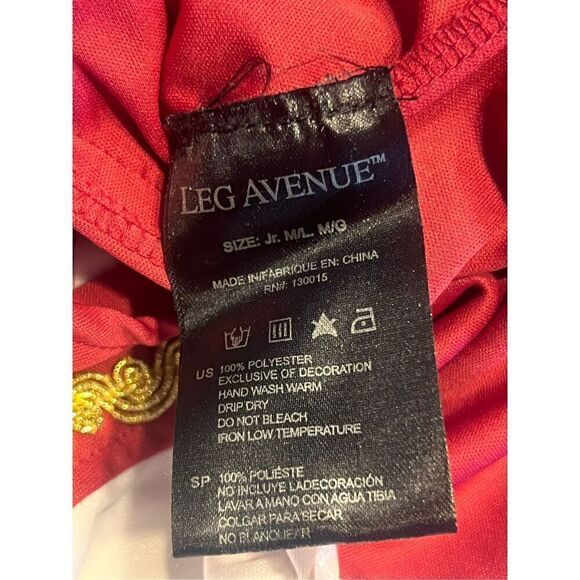 LEG AVENUE™
SIZE: Jr. M/L. M/G
MADE IN/FABRIQUE EN: CHINA
RN#: 130015
US 100% POLYESTER
EXCLUSIVE OF DECORATION
HAND WASH WARM
DRIP DRY
DO NOT BLEACH
IRON LOW TEMPERATURE
SP 100% POLIÉSTE
NO INCLUYE LADECORACIÓN
LAVAR A MANO CON AGUA TIBIA
COLGAR PARA SECAR
NO BLANQUEAR